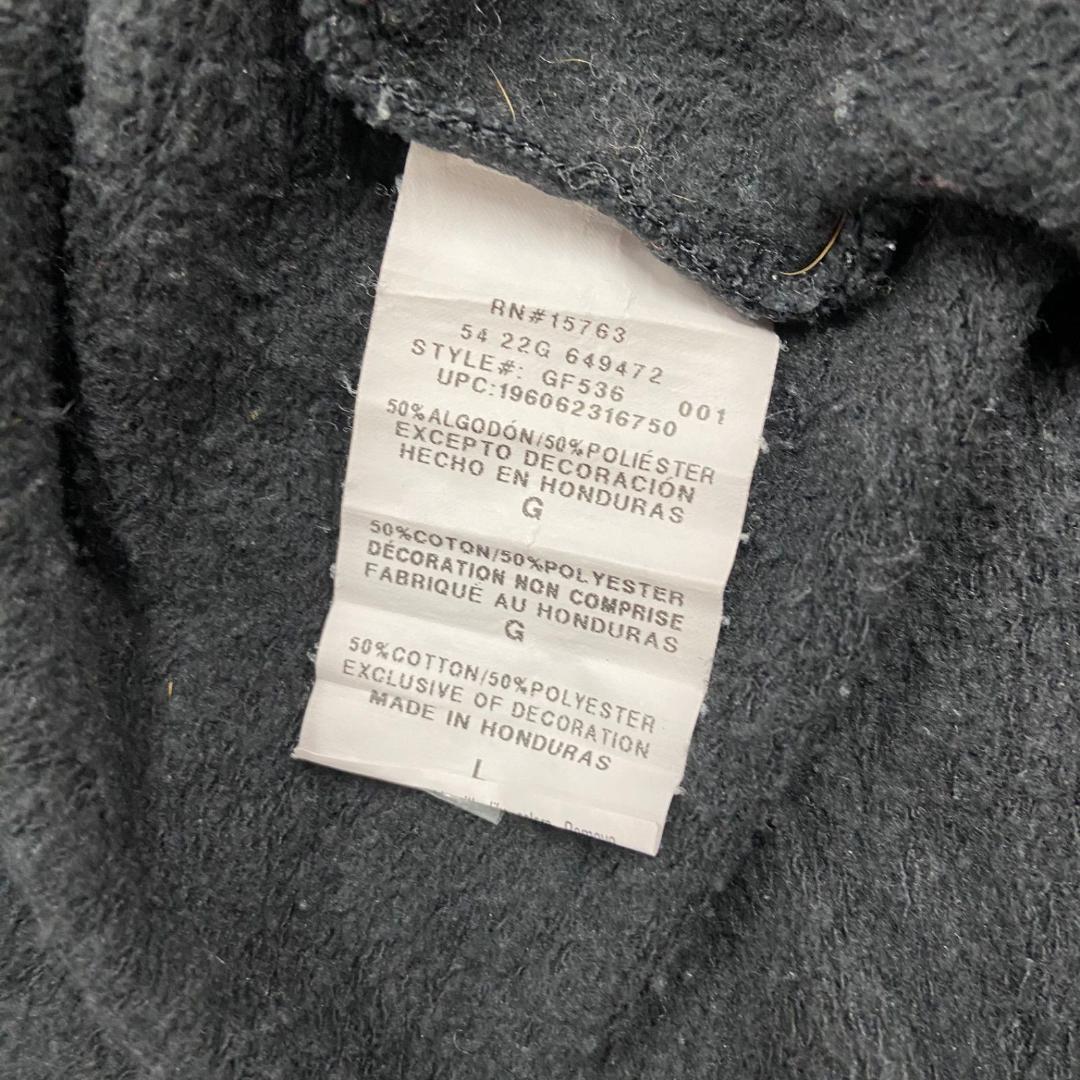 RN#15763
54 22G 649472
STYLE#: GF536 001
UPC:196062316750
50%ALGODÓN/50%POLIÉSTER
EXCEPTO DECORACIÓN
HECHO EN HONDURAS
G
50%COTON/50%POLYESTER
DÉCORATION NON COMPRISE
FABRIQUÉ AU HONDURAS
G
50%COTTON/50%POLYESTER
EXCLUSIVE OF DECORATION
MADE IN HONDURAS
L